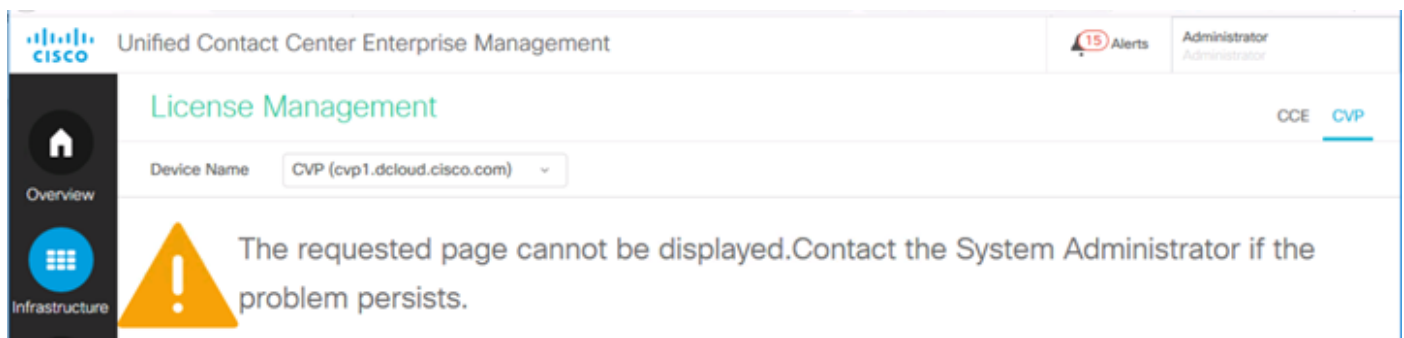 CISCO
Unified Contact Center Enterprise Management
15 Alerts
Administrator
Administrator
License Management
CCE CVP
Device Name CVP (cvp1.dcloud.cisco.com)
Overview
The requested page cannot be displayed.Contact the System Administrator if the
problem persists.
Infrastructure